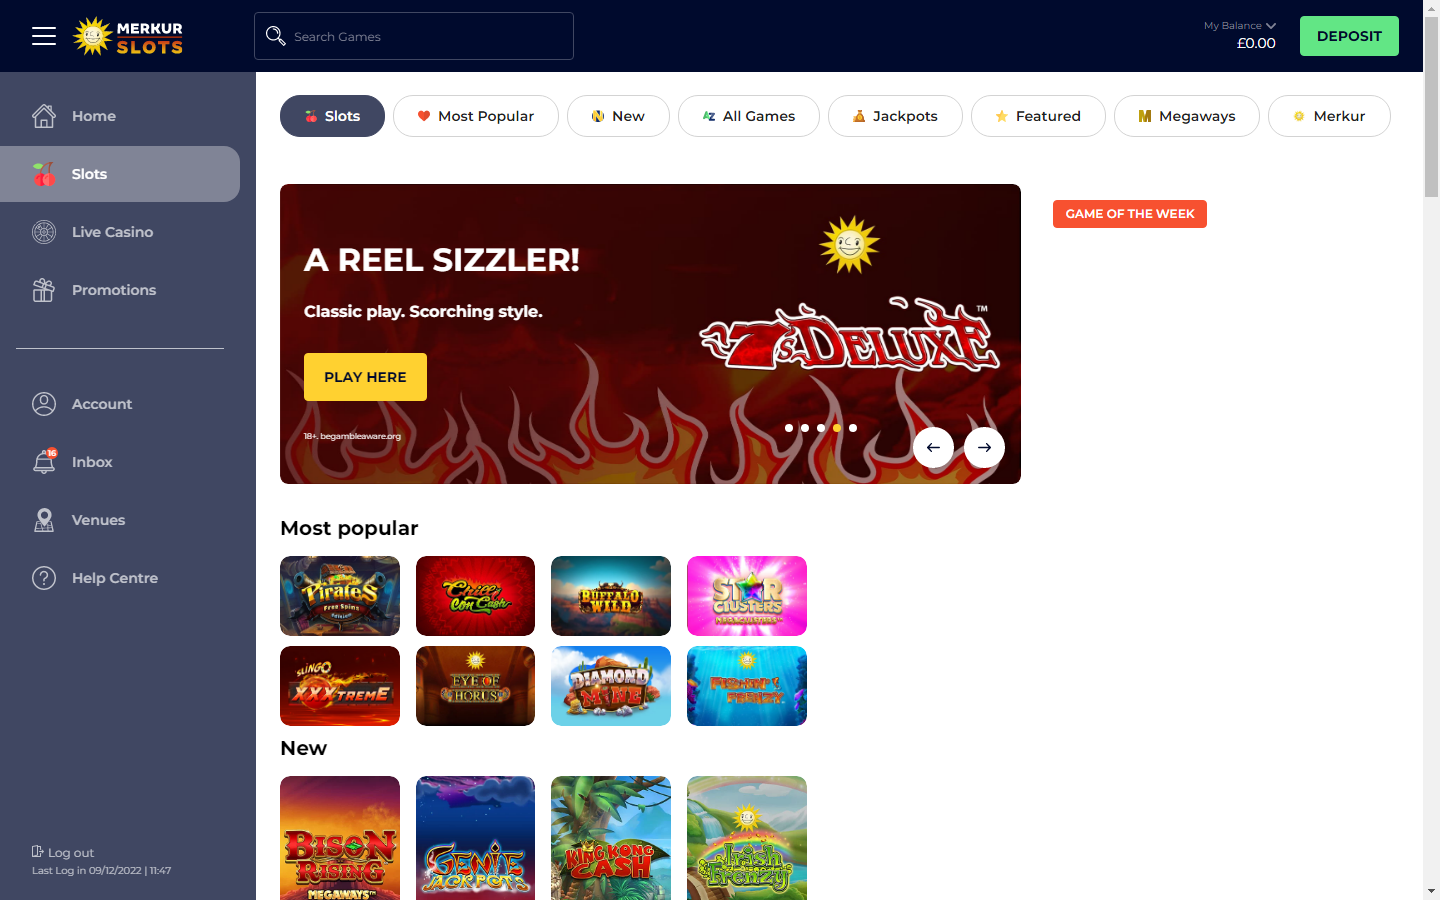 MERKUR
SLOTS
Search Games
My Balance
£0.00
DEPOSIT
Home
Slots
Live Casino
Promotions
Account
16
Inbox
Venues
Help Centre
Log out
Last Log in 09/12/2022 | 11:47
Slots
Most Popular
N New
AZ All Games
Jackpots
Featured
M Megaways
Merkur
A REEL SIZZLER!
Classic play. Scorching style.
PLAY HERE
18+, begambleaware.org
7's DELUXE™
GAME OF THE WEEK
Most popular
Pirates
Free Spins
Edition
Chilli
Con Cash
BUFFALO
WILD
STAR
CLUSTERS
MEGACLUSTERS™
SLINGO
XXXTREME
EYE OF
HORUS
DIAMOND
MINE
FISHIN'
FRENZY
New
BISON
RISING
MEGAWAYS™
GENIE
JACKPOTS
KING KONG
CASH
Irish
Frenzy